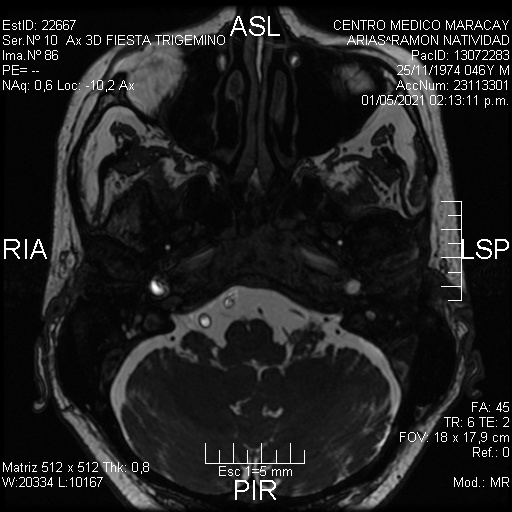 EstID: 22667
Ser.Nº 10 Ax 3D FIESTA TRIGEMINO
Ima.Nº 86
PE= --
NAq: 0,6 Loc: -10,2 Ax
ASL
CENTRO MEDICO MARACAY
ARIAS^RAMON NATIVIDAD
PacID: 13072283
25/11/1974 046Y M
AccNum: 23113301
01/05/2021 02:13:11 p.m.
RIA
LSP
FA: 45
TR: 6 TE: 2
FOV: 18 x 17,9 cm
Ref.: 0
Mod.: MR
Matriz 512 x 512 Thk: 0,8
W:20334 L:10167
Esc 1=5 mm
PIR